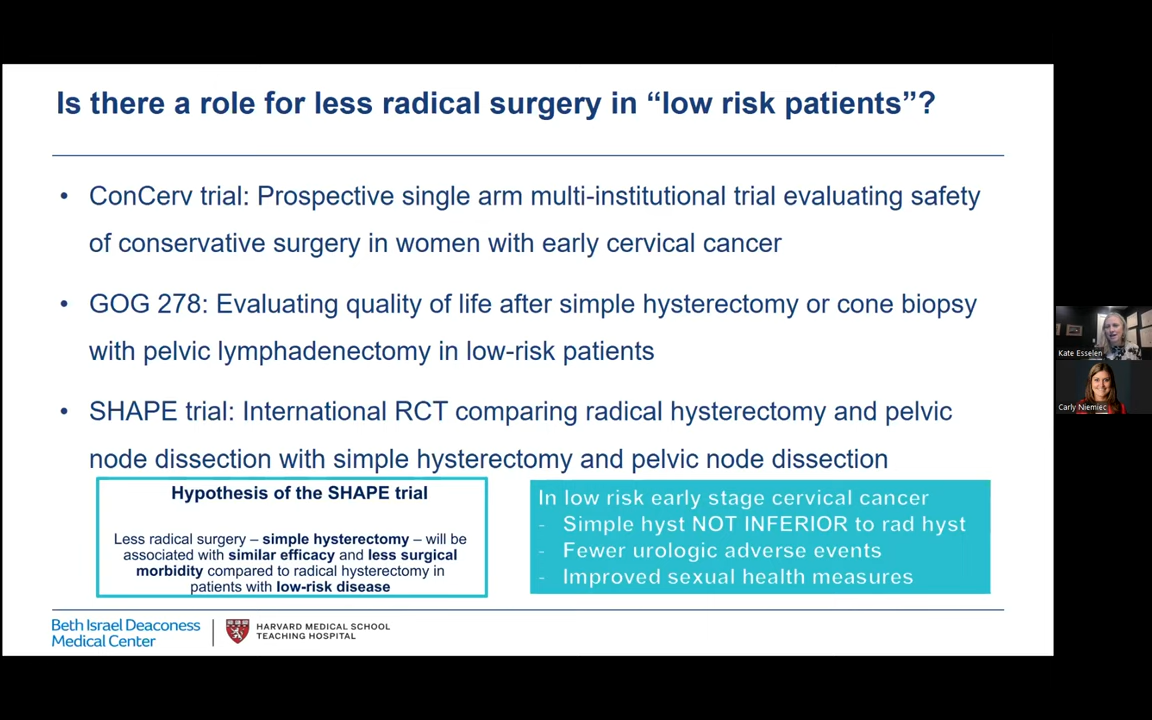 Is there a role for less radical surgery in “low risk patients”?
• ConCerv trial: Prospective single arm multi-institutional trial evaluating safety
of conservative surgery in women with early cervical cancer
• GOG 278: Evaluating quality of life after simple hysterectomy or cone biopsy
with pelvic lymphadenectomy in low-risk patients
• SHAPE trial: International RCT comparing radical hysterectomy and pelvic
node dissection with simple hysterectomy and pelvic node dissection
Hypothesis of the SHAPE trial
Less radical surgery – simple hysterectomy – will be
associated with similar efficacy and less surgical
morbidity compared to radical hysterectomy in
patients with low-risk disease
In low risk early stage cervical cancer
- Simple hyst NOT INFERIOR to rad hyst
- Fewer urologic adverse events
- Improved sexual health measures
Beth Israel Deaconess
Medical Center
HARVARD MEDICAL SCHOOL
TEACHING HOSPITAL
Kate Esselen
Carly Niemiec